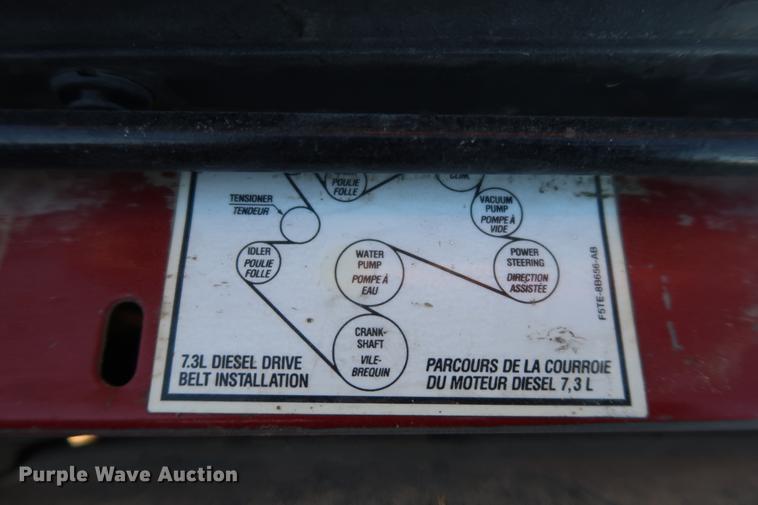 POULIE
FOLLE
TENSIONER
TENDEUR
VACUUM
PUMP
POMPE À
VIDE
IDLER
POULIE
FOLLE
WATER
PUMP
POMPE À
EAU
POWER
STEERING
DIRECTION
ASSISTÉE
F5TE-8B656-AB
CRANK-
SHAFT
VILE-
BREQUIN
7.3L DIESEL DRIVE
BELT INSTALLATION
PARCOURS DE LA COURROIE
DU MOTEUR DIESEL 7,3 L
Purple Wave Auction